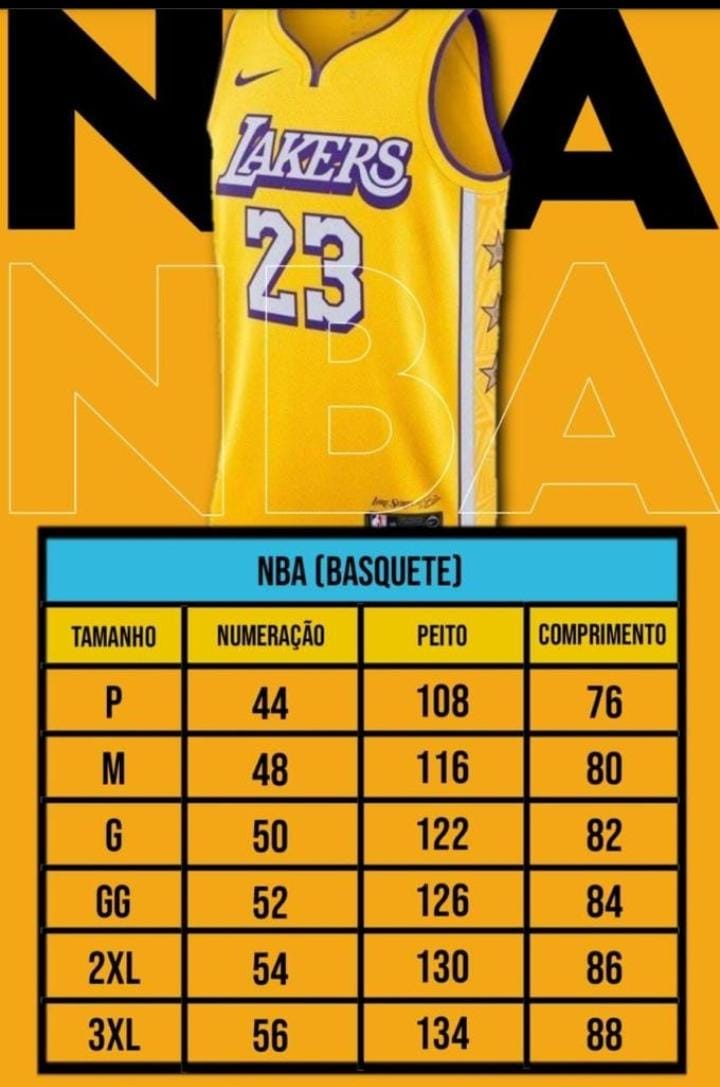 NBA
LAKERS
23
NBA
NBA (BASQUETE)
TAMANHO NUMERAÇÃO PEITO COMPRIMENTO
P 44 108 76
M 48 116 80
G 50 122 82
GG 52 126 84
2XL 54 130 86
3XL 56 134 88